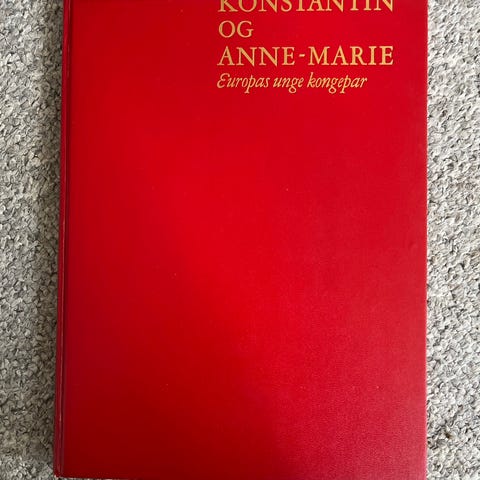 KONSTANTIN
OG
ANNE-MARIE
Europas unge kongepar